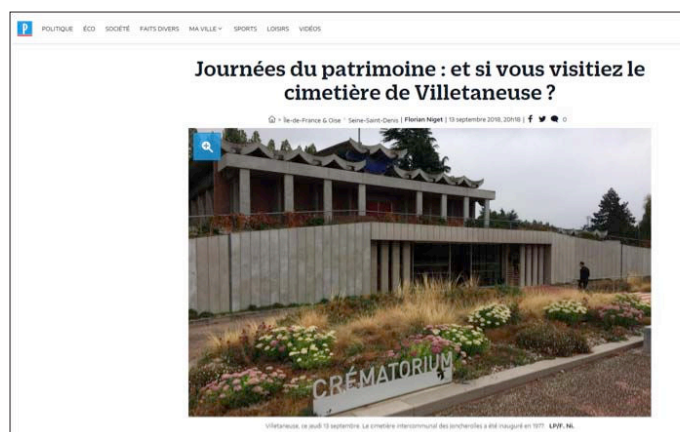 P POLITIQUE ÉCO SOCIÉTÉ FAITS DIVERS MA VILLE SPORTS LOISIRS VIDÉOS
Journées du patrimoine : et si vous visitiez le
cimetière de Villetaneuse ?
Île-de-France & Oise Seine-Saint-Denis | Florian Niget | 13 septembre 2018, 20h18 | 0
CRÉMATORIUM
Villetaneuse, ce jeudi 13 septembre. Le cimetière intercommunal des Joncherolles a été inauguré en 1977. LP/F. Ni.